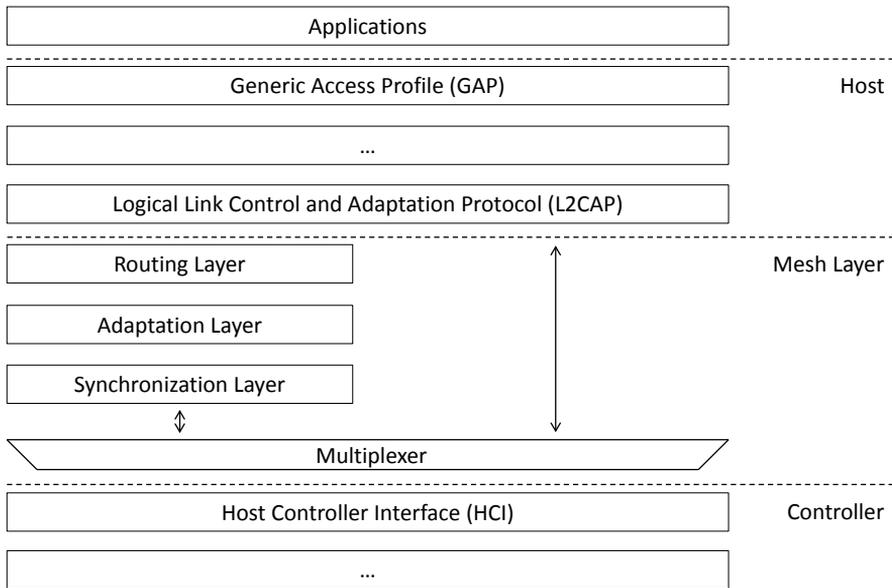 Applications
Generic Access Profile (GAP)
Host
...
Logical Link Control and Adaptation Protocol (L2CAP)
Routing Layer
Mesh Layer
Adaptation Layer
Synchronization Layer
Multiplexer
Host Controller Interface (HCI)
Controller
...